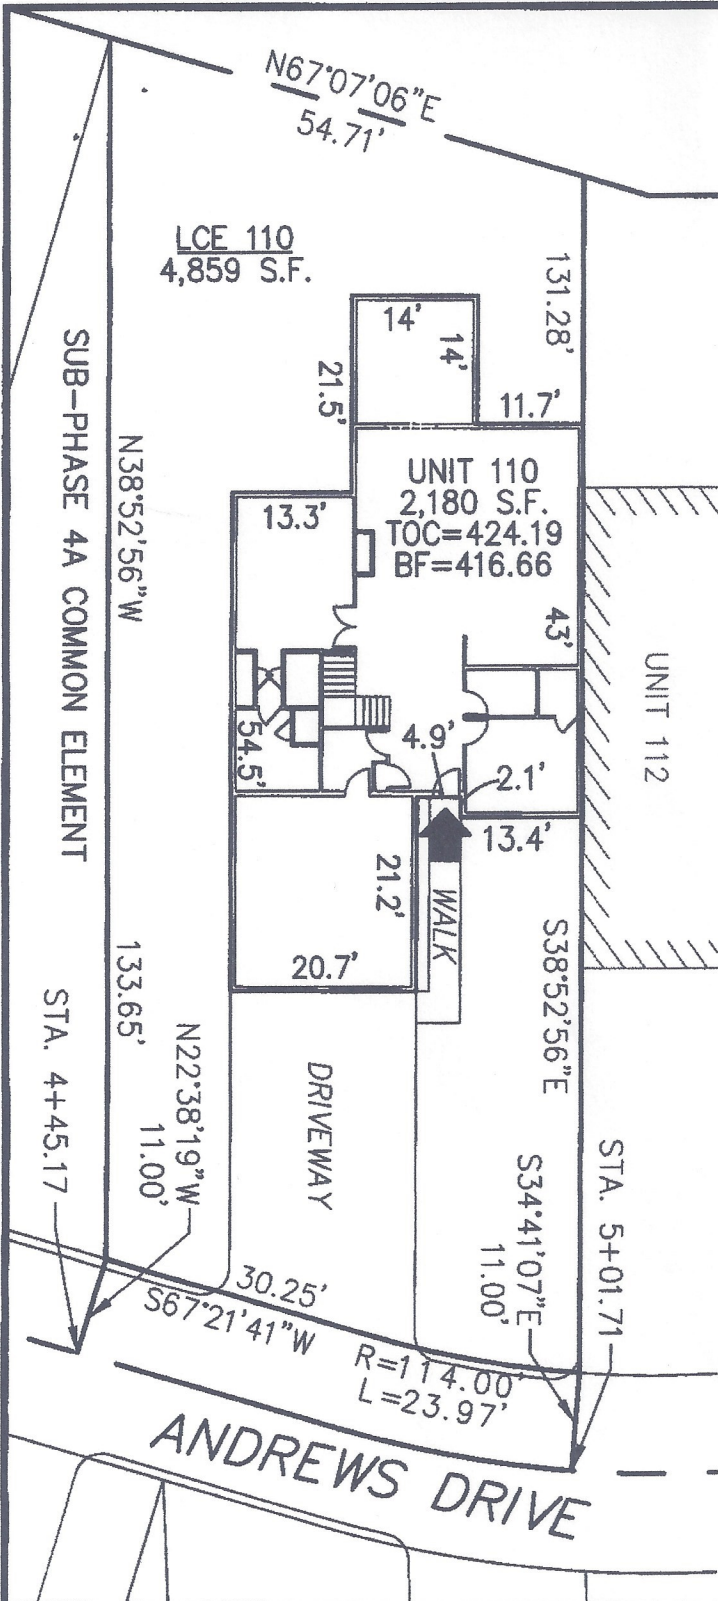 N67°07'06"E
54.71'
LCE 110
4,859 S.F.
131.28'
14'
14'
21.5'
11.7'
SUB-PHASE 4A COMMON ELEMENT
N38°52'56"W
UNIT 110
2,180 S.F.
TOC=424.19
BF=416.66
13.3'
43'
UNIT 112
4.9'
54.5'
2.1'
13.4'
21.2'
WALK
20.7'
S38°52'56"E
133.65'
STA. 4+45.17
N22°38'19"W
11.00'
DRIVEWAY
S34°41'07"E
11.00'
STA. 5+01.71
30.25'
S67°21'41"W
R=114.00'
L=23.97'
ANDREWS DRIVE